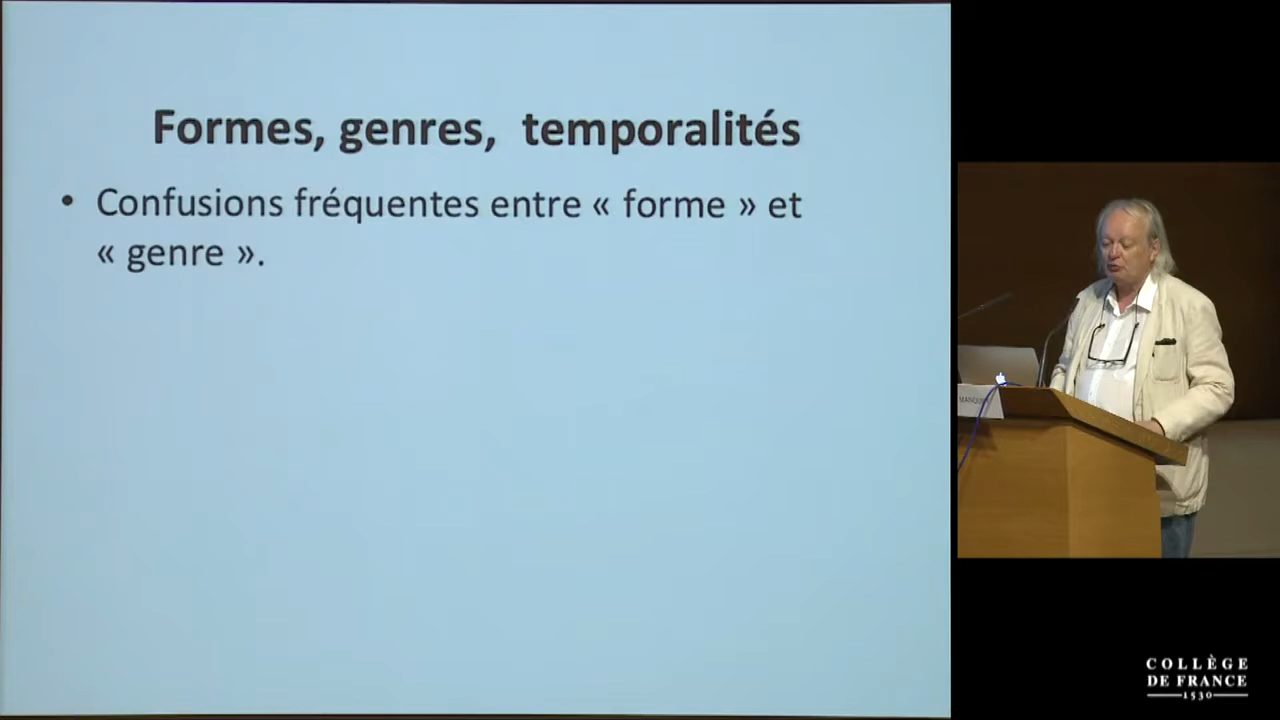 Formes, genres, temporalités
• Confusions fréquentes entre « forme » et
« genre ».
COLLÈGE
DE FRANCE
1530